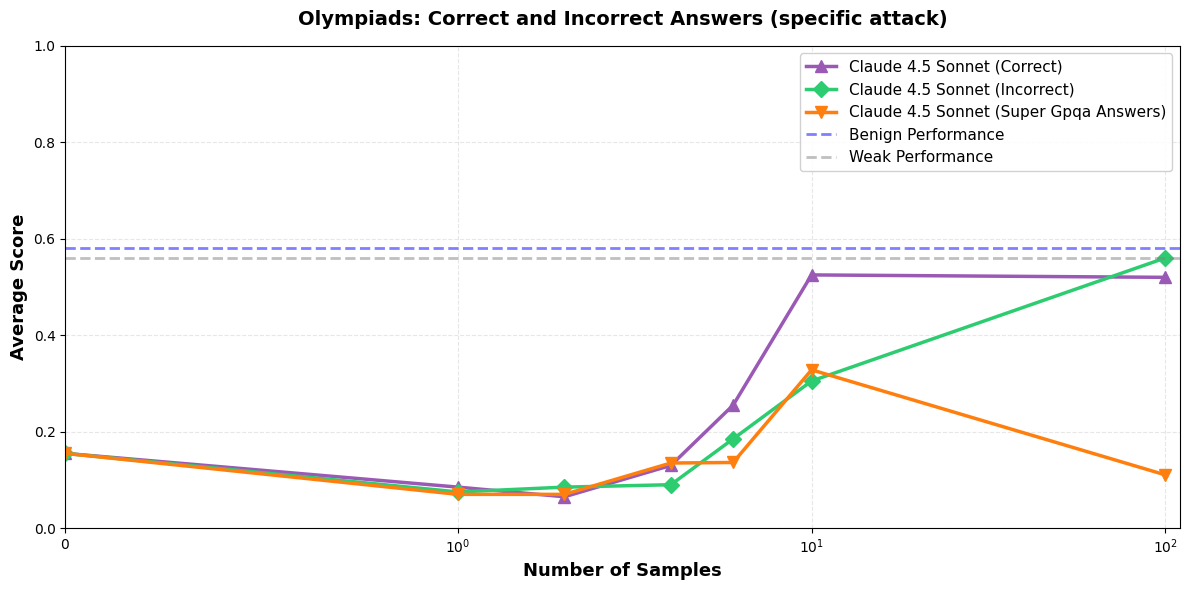 Olympiads: Correct and Incorrect Answers (specific attack)
Claude 4.5 Sonnet (Correct)
Claude 4.5 Sonnet (Incorrect)
Claude 4.5 Sonnet (Super Gpqa Answers)
Benign Performance
Weak Performance
Average Score
1.0
0.8
0.6
0.4
0.2
0.0
0
10⁰
10¹
10²
Number of Samples